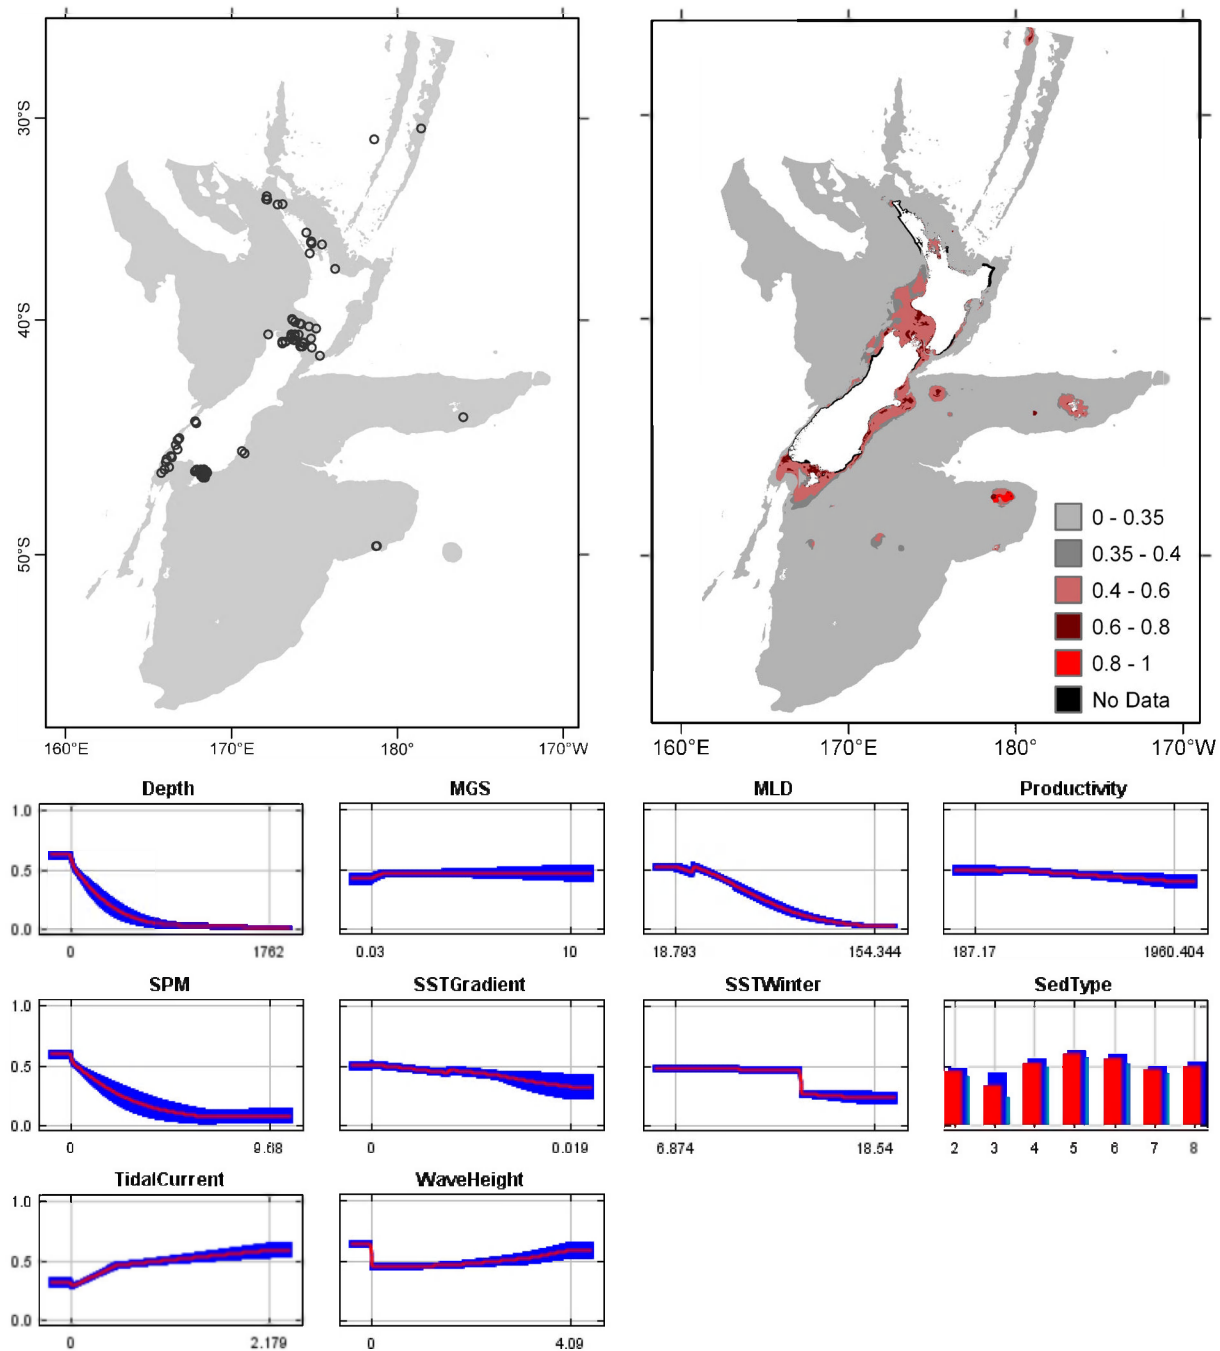 30°S
40°S
50°S
160°E 170°E 180° 170°W
0 - 0.35
0.35 - 0.4
0.4 - 0.6
0.6 - 0.8
0.8 - 1
No Data
160°E 170°E 180° 170°W
Depth MGS MLD Productivity
1.0
0.5
0.0
0 1762 0.03 10 18.793 154.344 187.17 1960.404
SPM SSTGradient SSTWinter SedType
1.0
0.5
0.0
0 9.68 0 0.019 6.874 18.54 2 3 4 5 6 7 8
TidalCurrent WaveHeight
1.0
0.5
0.0
0 2.179 0 4.09